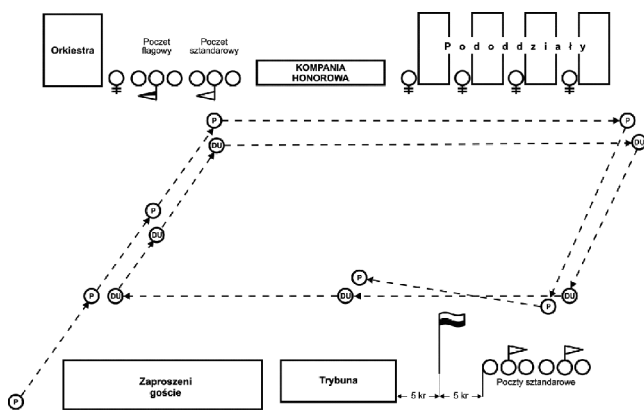 Orkiestra
Poczet
flagowy
Poczet
sztandarowy
KOMPANIA
HONOROWA
Pododdziały
P
P
DU
DU
P
DU
P
DU
P
DU
DU
P
P
Zaproszeni
goście
Trybuna
5 kr
5 kr
Poczty sztandarowe